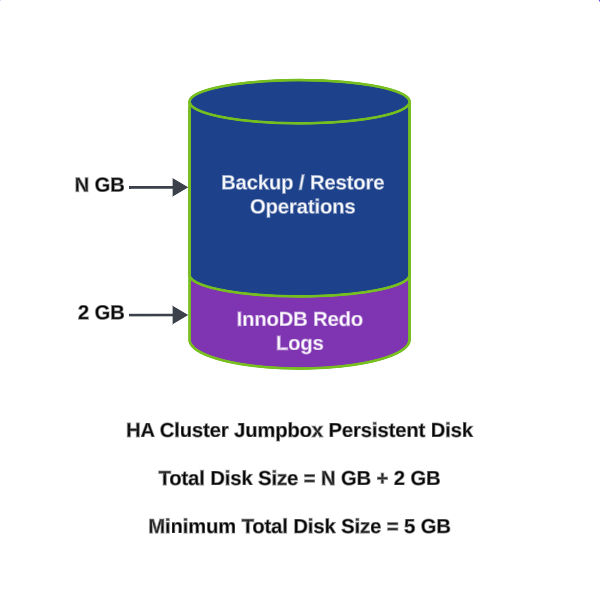 N GB
Backup / Restore
Operations
2 GB
InnoDB Redo
Logs
HA Cluster Jumpbox Persistent Disk
Total Disk Size = N GB + 2 GB
Minimum Total Disk Size = 5 GB